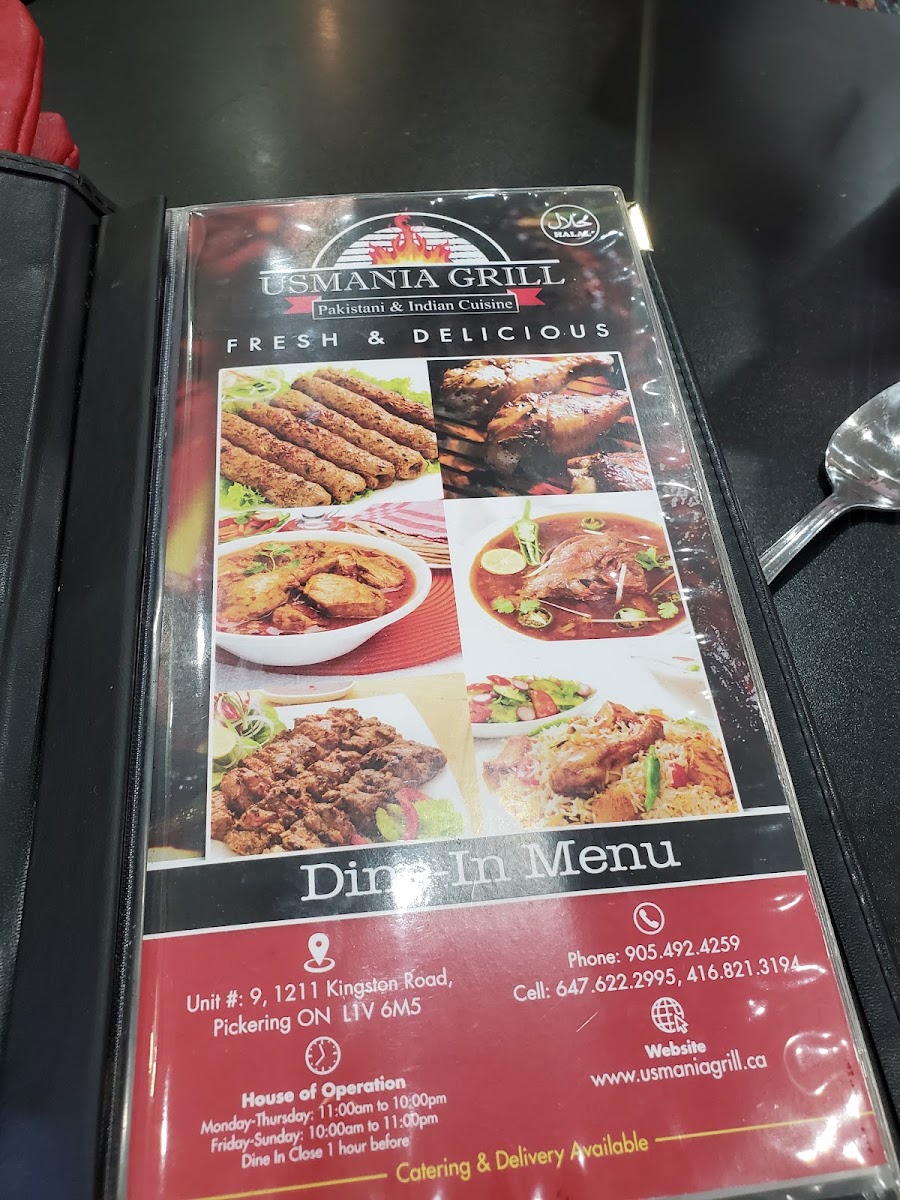 حلال
HALAL
USMANIA GRILL
Pakistani & Indian Cuisine
FRESH & DELICIOUS
Dine-In Menu
Unit #: 9, 1211 Kingston Road,
Pickering ON L1V 6M5
House of Operation
Monday-Thursday: 11:00am to 10:00pm
Friday-Sunday: 10:00am to 11:00pm
Dine In Close 1 hour before
Phone: 905.492.4259
Cell: 647.622.2995, 416.821.3194
Website
www.usmaniagrill.ca
Catering & Delivery Available